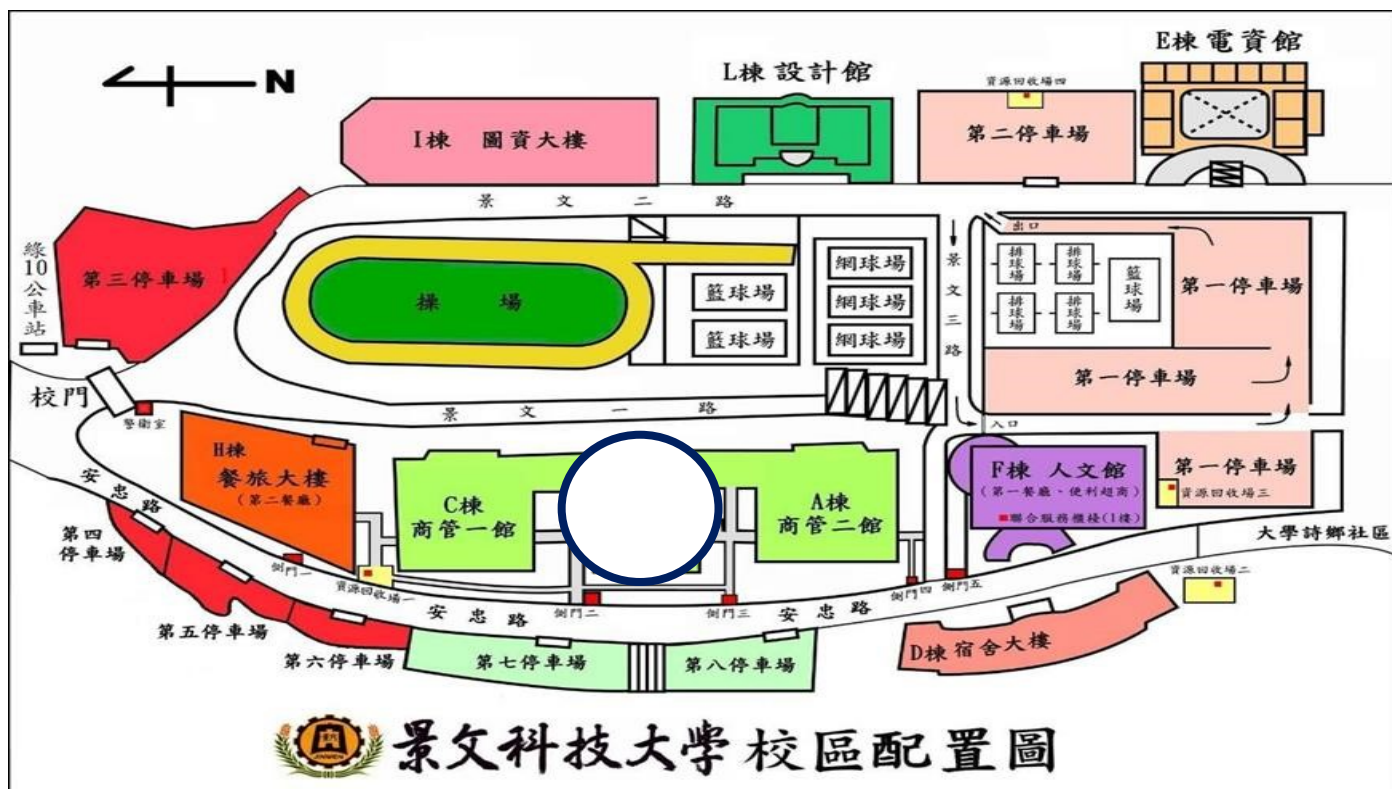 E棟電資館
L棟設計館
N
資源回收場四
第二停車場
I棟 圖資大樓
景文二路
出口
綠10公車站
第三停車場
操場
籃球場
籃球場
網球場
網球場
網球場
景文三路
排球場
排球場
排球場
排球場
籃球場
第一停車場
第一停車場
校門
警衛室
景文一路
入口
H棟
餐旅大樓
(第二餐廳)
C棟
商管一館
A棟
商管二館
F棟 人文館
(第一餐廳、便利超商)
聯合服務櫃檯(1樓)
第一停車場
資源回收場三
大學詩鄉社區
安忠路
第四
停車場
側門一
資源回收場一
安忠路
側門二
側門三
安忠路
側門四
側門五
資源回收場二
第五停車場
第六停車場
第七停車場
第八停車場
D棟宿舍大樓
景文科技大學校區配置圖